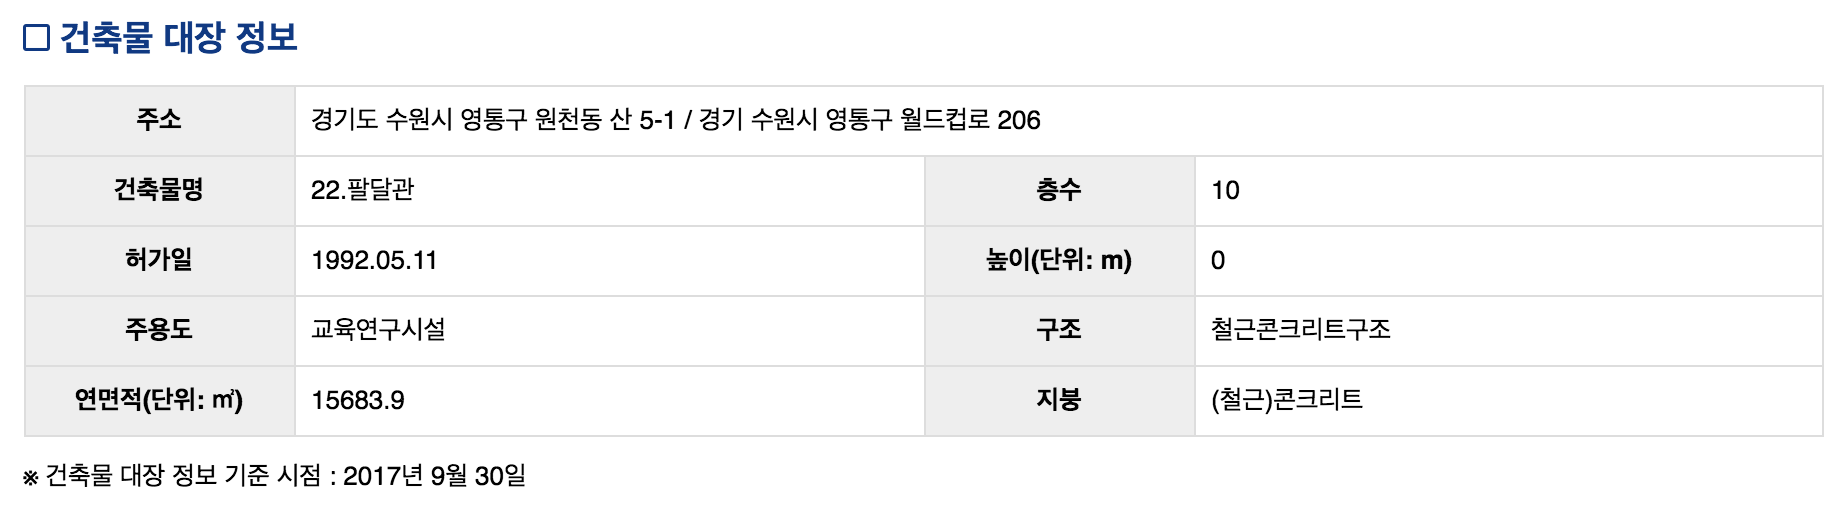 □ 건축물 대장 정보
주소 경기도 수원시 영통구 원천동 산 5-1 / 경기 수원시 영통구 월드컵로 206
건축물명 22.팔달관 층수 10
허가일 1992.05.11 높이(단위: m) 0
주용도 교육연구시설 구조 철근콘크리트구조
연면적(단위: ㎡) 15683.9 지붕 (철근)콘크리트
※ 건축물 대장 정보 기준 시점 : 2017년 9월 30일